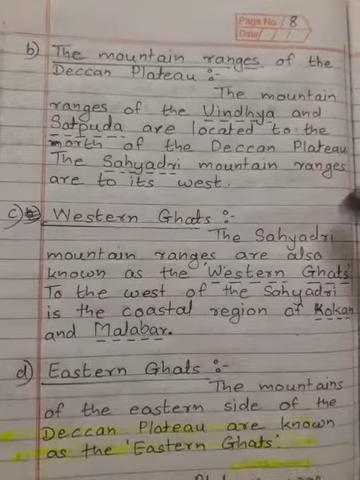 Page No. 8
Date / /
b) The mountain ranges of the
Deccan Plateau :-
The mountain
ranges of the Vindhya and
Satpuda are located to the
north of the Deccan Plateau
The Sahyadri mountain ranges
are to its west.
c) Western Ghats :-
The Sahyadri
mountain ranges are also
known as the 'Western Ghats'
To the west of the Sahyadri
is the coastal region of Kokan
and Malabar.
d) Eastern Ghats :-
The mountains
of the eastern side of the
Deccan Plateau are known
as the 'Eastern Ghats'.